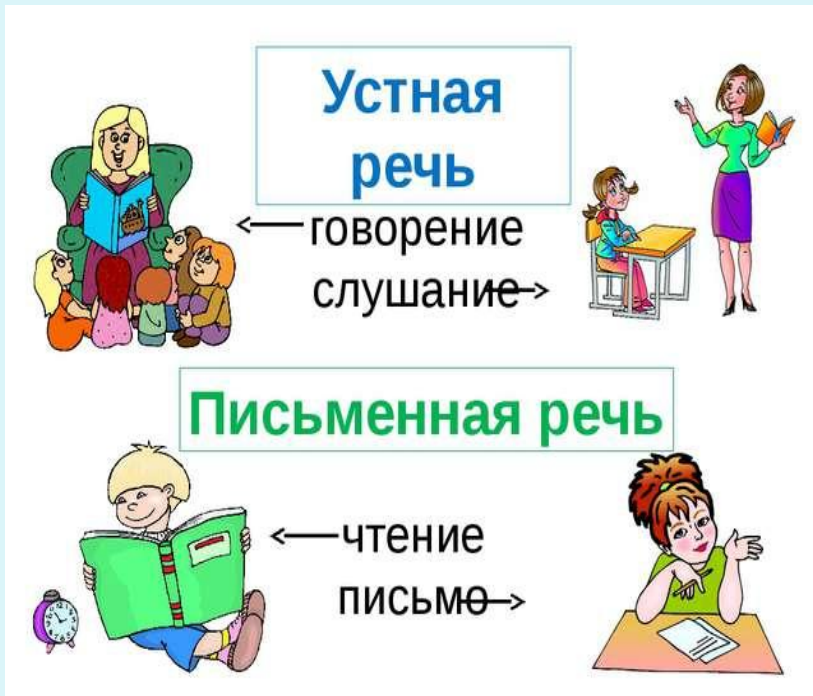 Устная
речь
говорение
слушание
Письменная речь
чтение
письмо